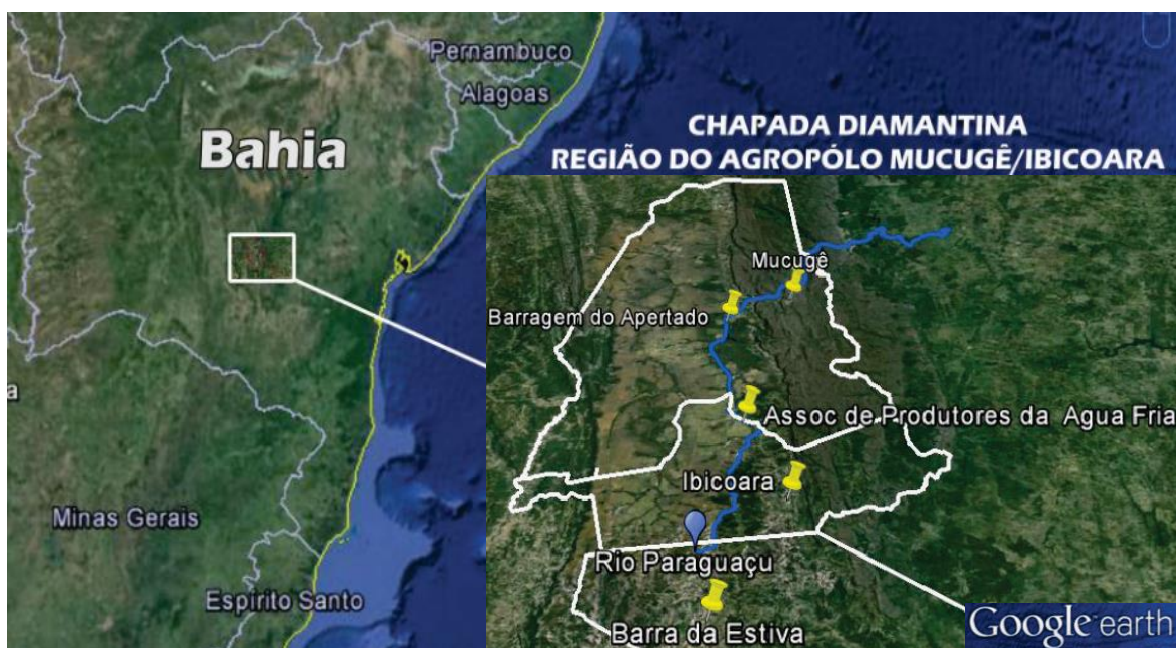 Pernambuco
Alagoas
Bahia
CHAPADA DIAMANTINA
REGIÃO DO AGROPÓLO MUCUGÊ/IBICOARA
Mucugê
Barragem do Apertado
a
Assoc de Produtores da Agua Fria
Ibicoara
Minas Gerais
Rio Paraguaçu
Espírito Santo
Barra da Estiva
Google earth